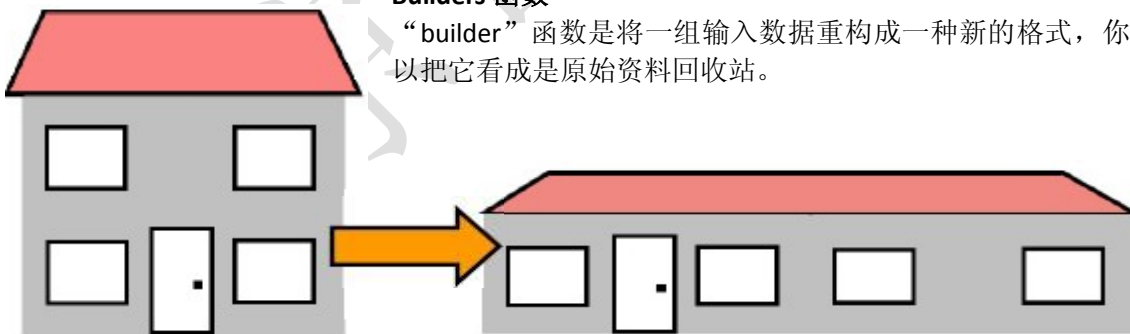 Builders 函数
“builder”函数是将一组输入数据重构成一种新的格式，你
以把它看成是原始资料回收站。